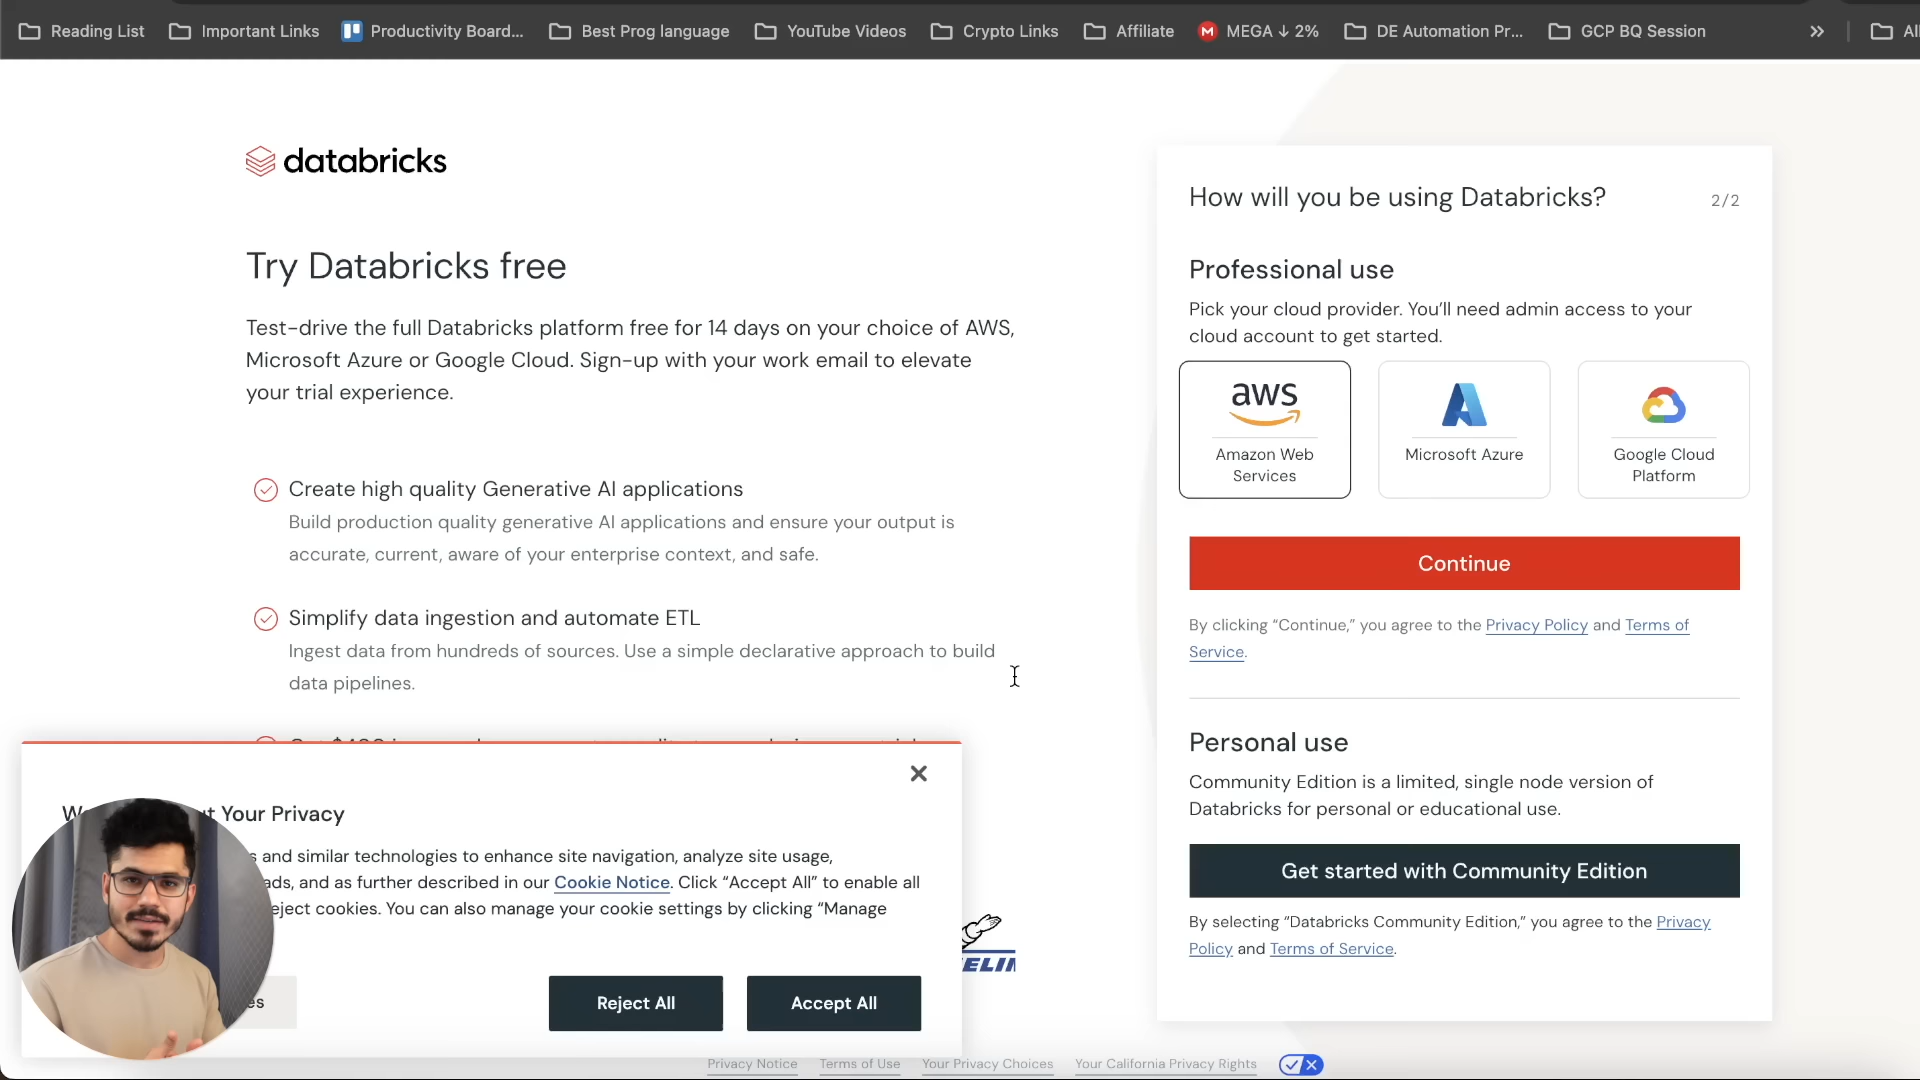 Reading List
Important Links
Productivity Board...
Best Prog language
YouTube Videos
Crypto Links
Affiliate
MEGA ↓ 2%
DE Automation Pr...
GCP BQ Session
databricks
Try Databricks free
Test-drive the full Databricks platform free for 14 days on your choice of AWS,
Microsoft Azure or Google Cloud. Sign-up with your work email to elevate
your trial experience.
Create high quality Generative AI applications
Build production quality generative AI applications and ensure your output is
accurate, current, aware of your enterprise context, and safe.
Simplify data ingestion and automate ETL
Ingest data from hundreds of sources. Use a simple declarative approach to build
data pipelines.
Your Privacy
and similar technologies to enhance site navigation, analyze site usage,
ads, and as further described in our Cookie Notice. Click “Accept All” to enable all
eject cookies. You can also manage your cookie settings by clicking “Manage
Reject All
Accept All
How will you be using Databricks?
2/2
Professional use
Pick your cloud provider. You’ll need admin access to your
cloud account to get started.
aws
Amazon Web
Services
Microsoft Azure
Google Cloud
Platform
Continue
By clicking “Continue,” you agree to the Privacy Policy and Terms of
Service.
Personal use
Community Edition is a limited, single node version of
Databricks for personal or educational use.
Get started with Community Edition
By selecting “Databricks Community Edition,” you agree to the Privacy
Policy and Terms of Service.
Privacy Notice
Terms of Use
Your Privacy Choices
Your California Privacy Rights